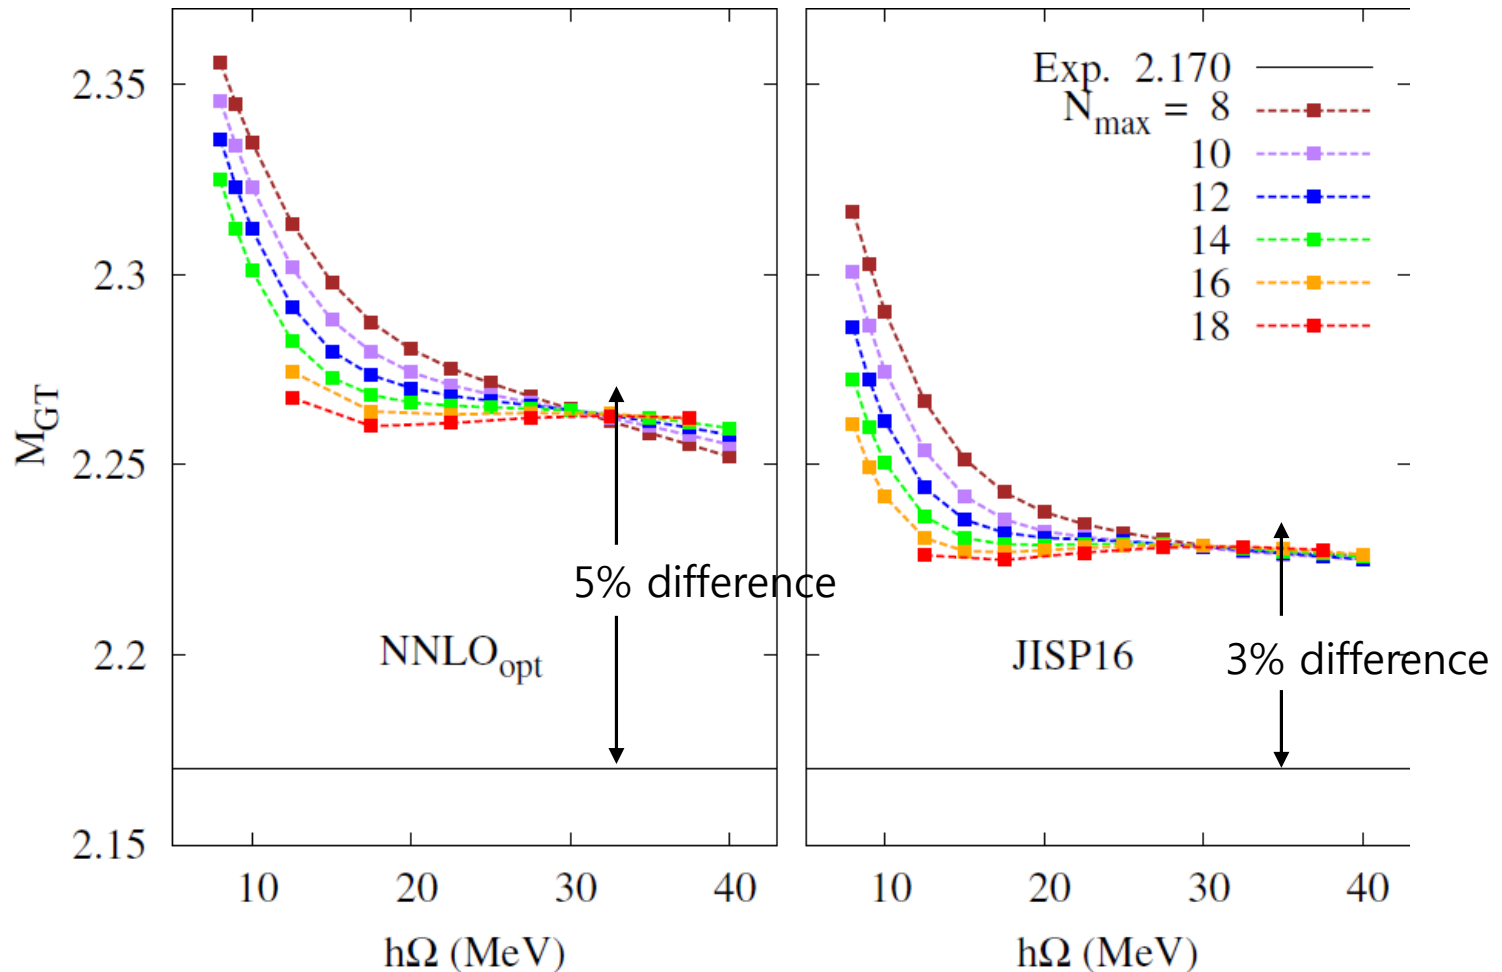 2.35
2.3
2.25
2.2
2.15
M_GT
10 20 30 40
hΩ (MeV)
5% difference
NNLO_opt
Exp. 2.170
N_max = 8
10
12
14
16
18
JISP16
3% difference
10 20 30 40
hΩ (MeV)